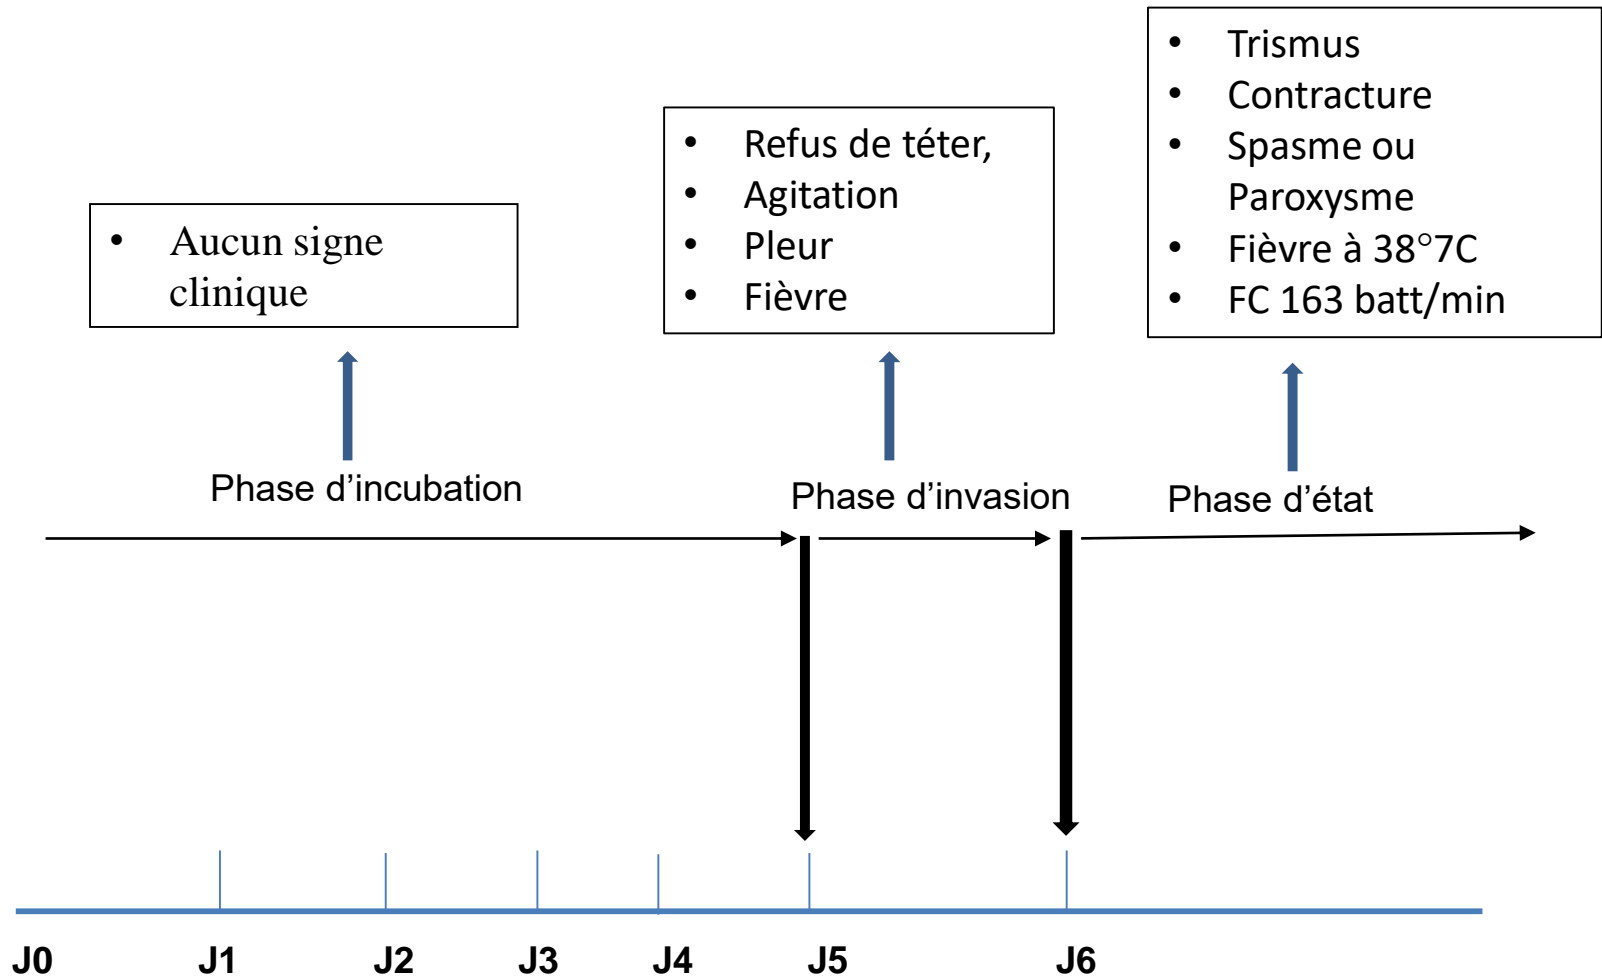 • Aucun signe
clinique
• Refus de téter,
• Agitation
• Pleur
• Fièvre
• Trismus
• Contracture
• Spasme ou
Paroxysme
• Fièvre à 38°7C
• FC 163 batt/min
Phase d’incubation
Phase d’invasion
Phase d’état
J0 J1 J2 J3 J4 J5 J6